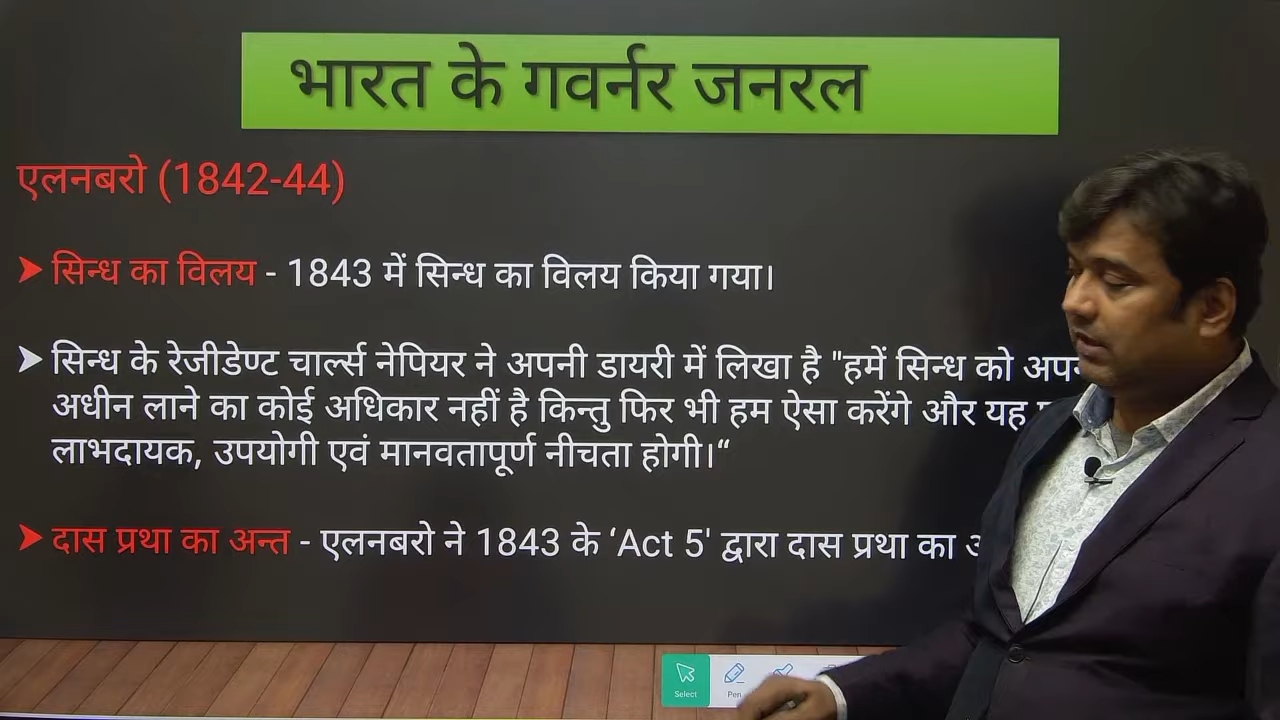 भारत के गवर्नर जनरल
एलनबरो (1842-44)
➤ सिन्ध का विलय - 1843 में सिन्ध का विलय किया गया।
➤ सिन्ध के रेजीडेण्ट चार्ल्स नेपियर ने अपनी डायरी में लिखा है "हमें सिन्ध को
अधीन लाने का कोई अधिकार नहीं है किन्तु फिर भी हम ऐसा करेंगे और यह
लाभदायक, उपयोगी एवं मानवतापूर्ण नीचता होगी।“
➤ दास प्रथा का अन्त - एलनबरो ने 1843 के ‘Act 5' द्वारा दास प्रथा का
Select
Pen